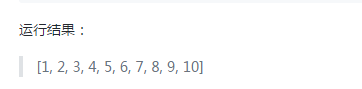 运行结果：
[1, 2, 3, 4, 5, 6, 7, 8, 9, 10]